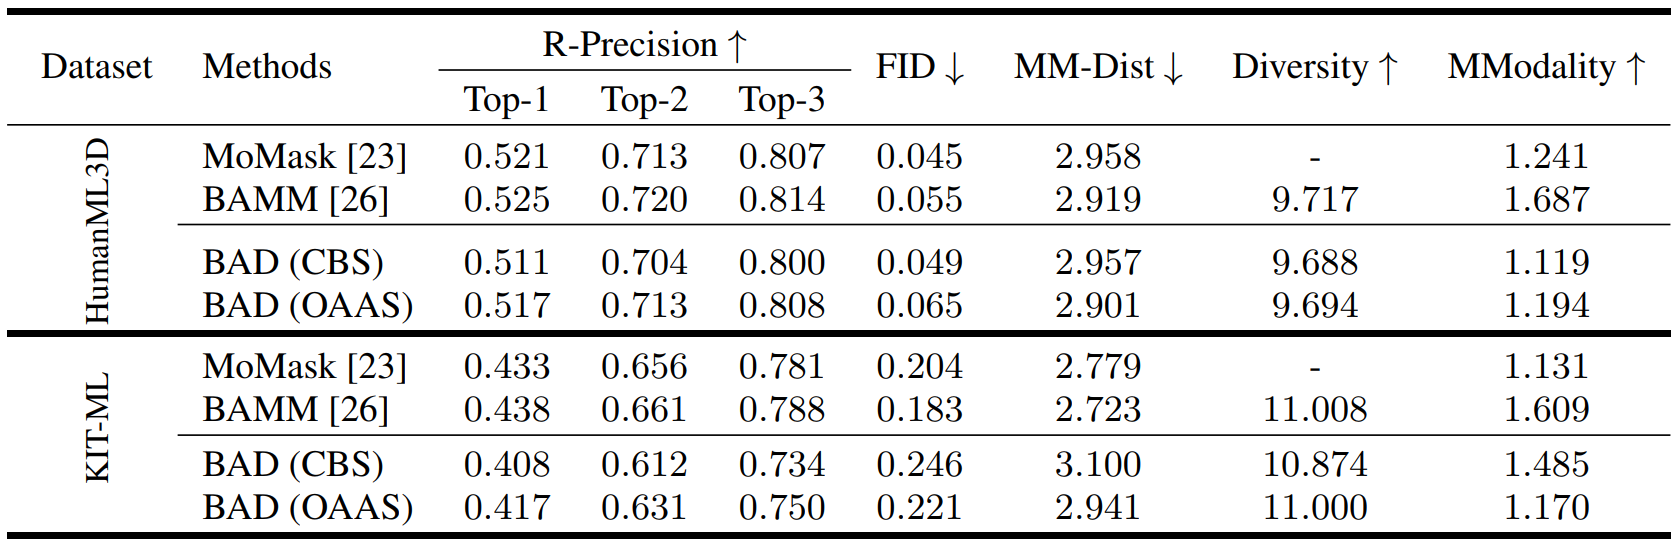 Dataset Methods R-Precision ↑ FID ↓ MM-Dist ↓ Diversity ↑ MModality ↑
Top-1 Top-2 Top-3
HumanML3D
MoMask [23] 0.521 0.713 0.807 0.045 2.958 - 1.241
BAMM [26] 0.525 0.720 0.814 0.055 2.919 9.717 1.687
BAD (CBS) 0.511 0.704 0.800 0.049 2.957 9.688 1.119
BAD (OAAS) 0.517 0.713 0.808 0.065 2.901 9.694 1.194
KIT-ML
MoMask [23] 0.433 0.656 0.781 0.204 2.779 - 1.131
BAMM [26] 0.438 0.661 0.788 0.183 2.723 11.008 1.609
BAD (CBS) 0.408 0.612 0.734 0.246 3.100 10.874 1.485
BAD (OAAS) 0.417 0.631 0.750 0.221 2.941 11.000 1.170